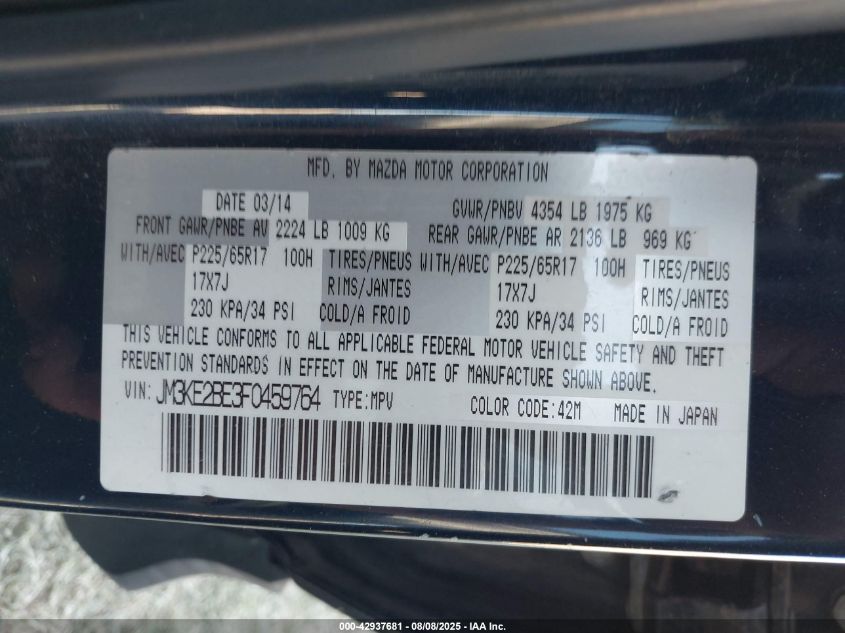 MFD. BY MAZDA MOTOR CORPORATION
DATE 03/14 GVWR/PNBV 4354 LB 1975 KG
FRONT GAWR/PNBE AV 2224 LB 1009 KG REAR GAWR/PNBE AR 2136 LB 969 KG
WITH/AVEC P225/65R17 100H TIRES/PNEUS WITH/AVEC P225/65R17 100H TIRES/PNEUS
17X7J RIMS/JANTES 17X7J RIMS/JANTES
230 KPA/34 PSI COLD/A FROID 230 KPA/34 PSI COLD/A FROID
THIS VEHICLE CONFORMS TO ALL APPLICABLE FEDERAL MOTOR VEHICLE SAFETY AND THEFT
PREVENTION STANDARDS IN EFFECT ON THE DATE OF MANUFACTURE SHOWN ABOVE.
VIN: JM3KE2BE3F0459764 TYPE:MPV COLOR CODE:42M MADE IN JAPAN
000-42937681 - 08/08/2025 - IAA Inc.